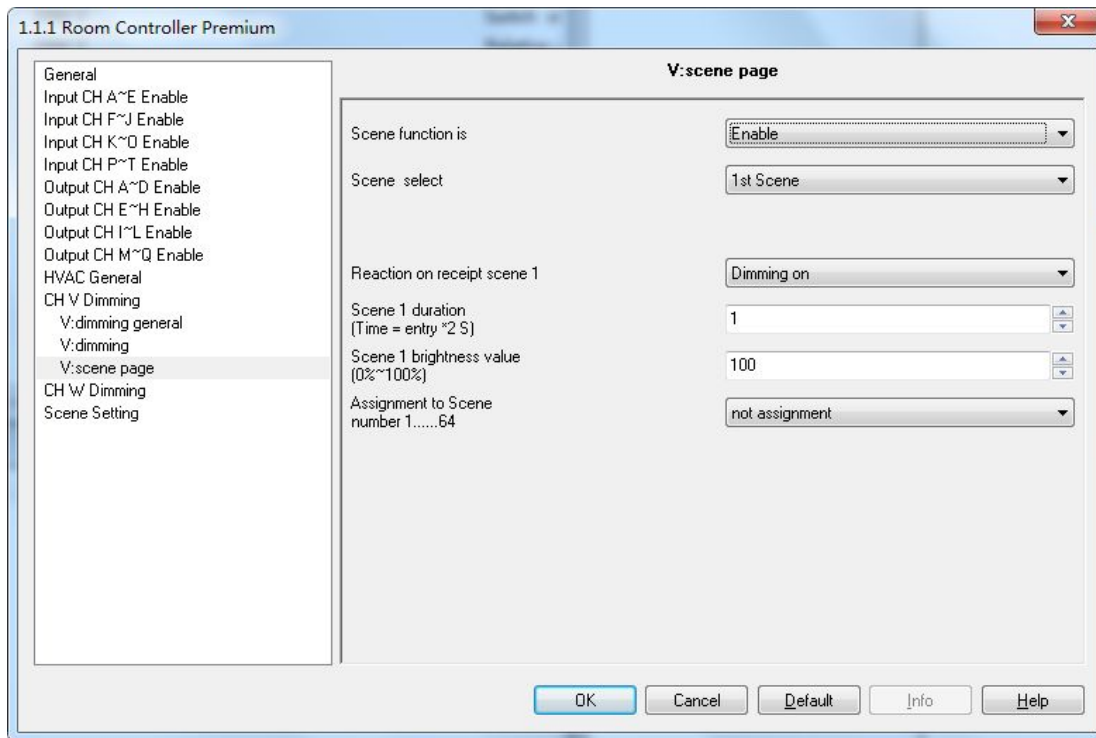 1.1.1 Room Controller Premium
General
Input CH A~E Enable
Input CH F~J Enable
Input CH K~O Enable
Input CH P~T Enable
Output CH A~D Enable
Output CH E~H Enable
Output CH I~L Enable
Output CH M~Q Enable
HVAC General
CH V Dimming
V:dimming general
V:dimming
V:scene page
CH W Dimming
Scene Setting
V:scene page
Scene function is
Enable
Scene select
1st Scene
Reaction on receipt scene 1
Dimming on
Scene 1 duration
(Time = entry *2 S)
1
Scene 1 brightness value
(0%~100%)
100
Assignment to Scene
number 1......64
not assignment
OK
Cancel
Default
Info
Help